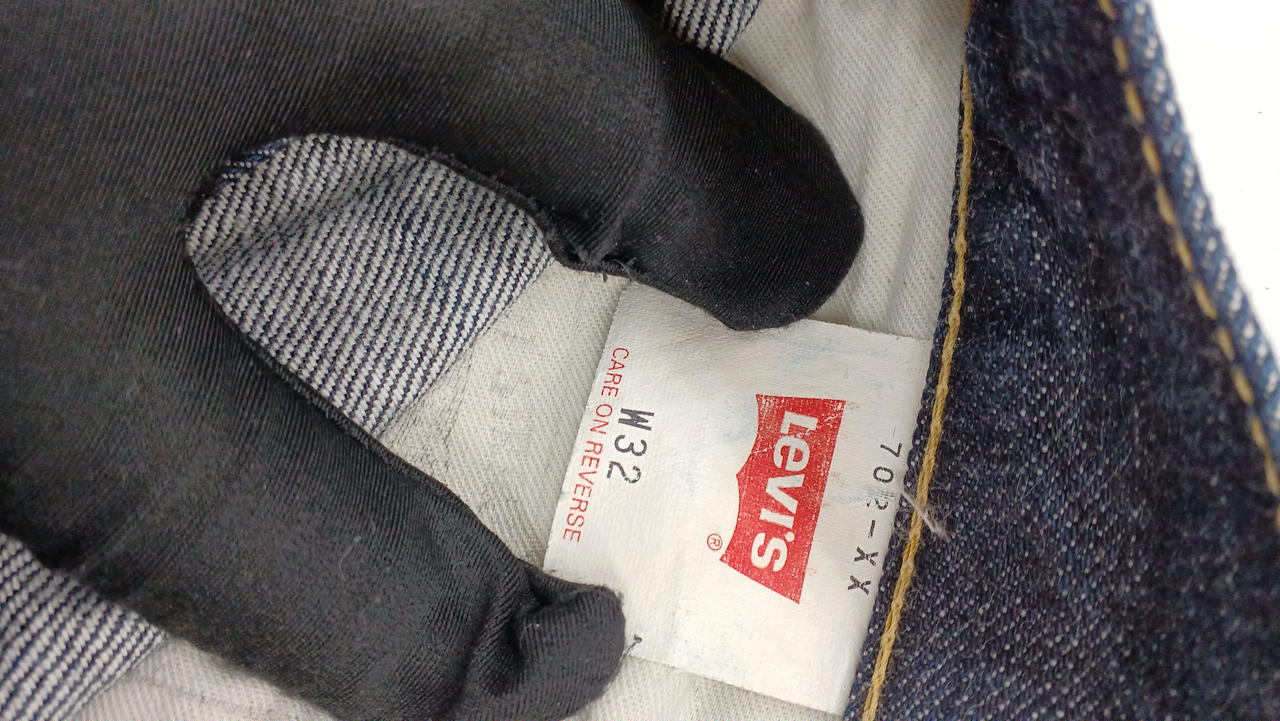 702-XX
LEVI'S ®
W32
CARE ON REVERSE